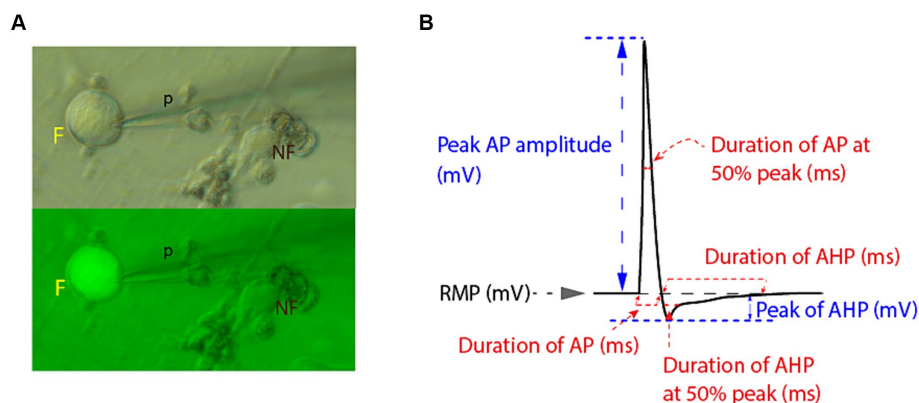 A
F
p
NF
F
p
NF
B
Peak AP amplitude
(mV)
Duration of AP at
50% peak (ms)
Duration of AHP (ms)
RMP (mV)
Peak of AHP (mV)
Duration of AP (ms)
Duration of AHP
at 50% peak (ms)